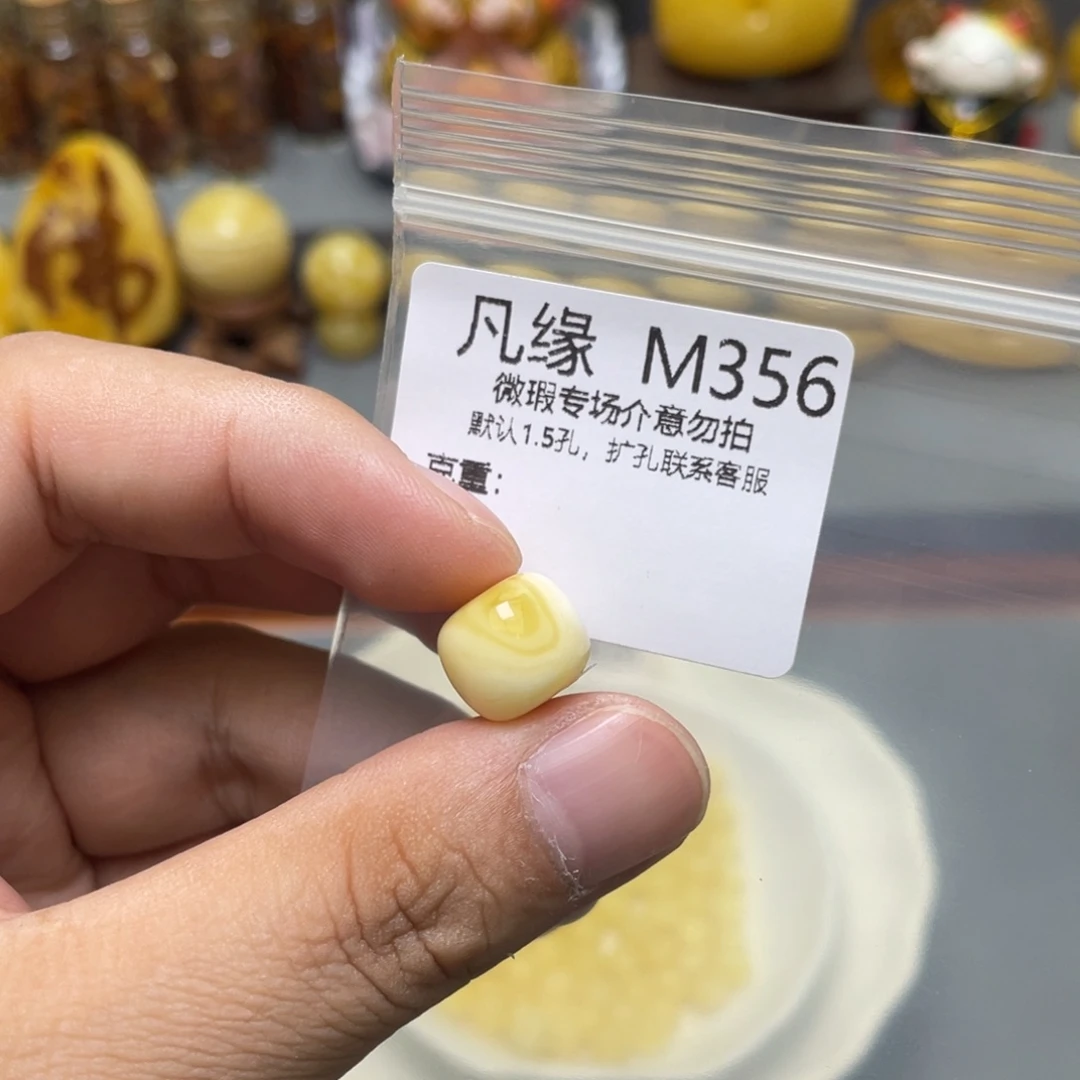 凡缘 M356
微瑕专场介意勿拍
默认1.5孔，扩孔联系客服
克重：
佛